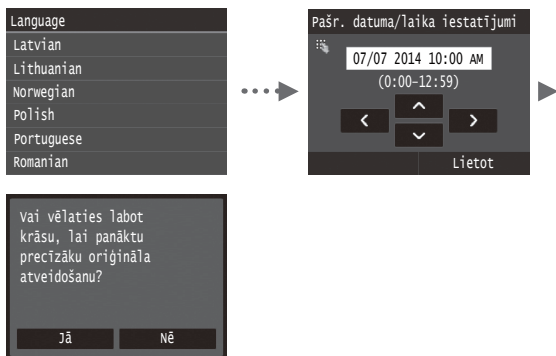 Language
Latvian
Lithuanian
Norwegian
Polish
Portuguese
Romanian
Pašr. datuma/laika iestatījumi
07/07 2014 10:00 AM
(0:00-12:59)
Lietot
Vai vēlaties labot
krāsu, lai panāktu
precīzāku oriģināla
atveidošanu?
Jā
Nē